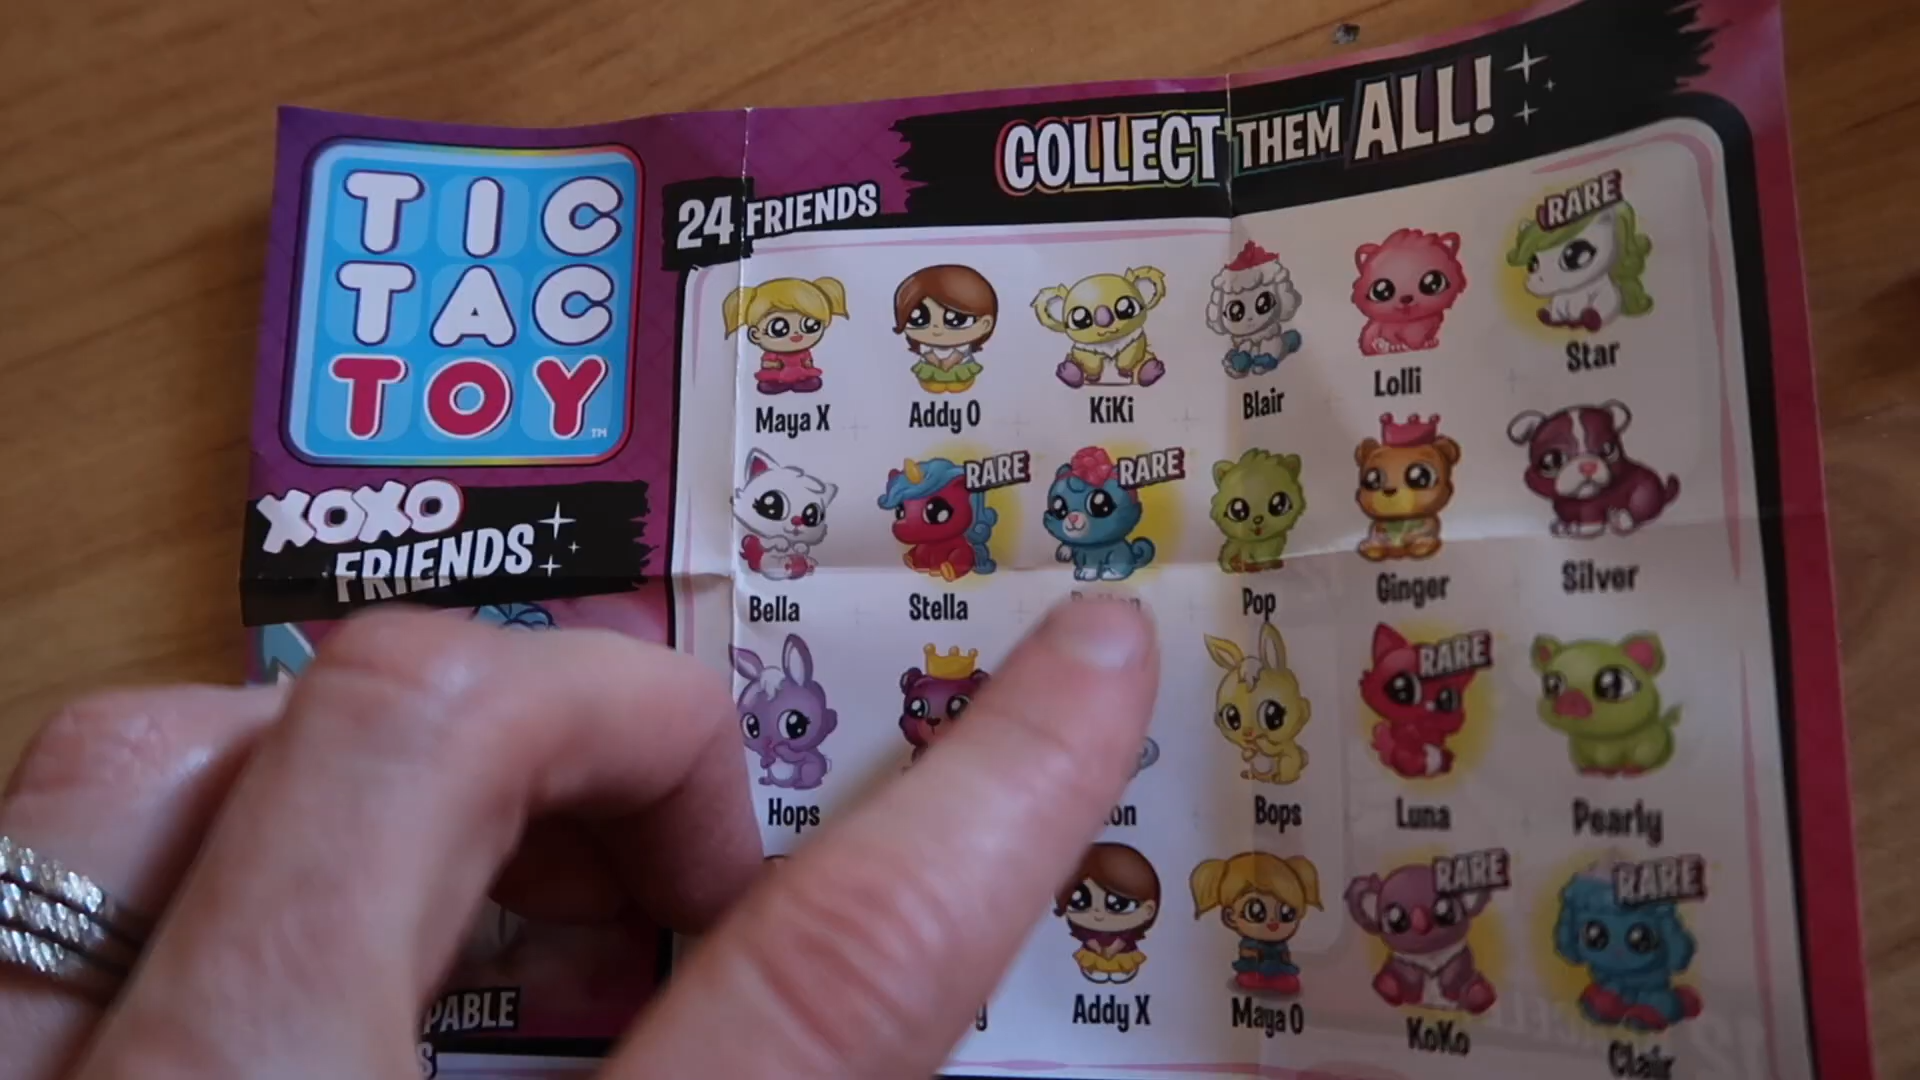 COLLECT THEM ALL!
24 FRIENDS
TIC
TAC
TOY
TM
XOXO
FRIENDS
RARE
Maya X Addy O KiKi Blair Lolli Star
RARE RARE
Bella Stella Pop Ginger Silver
RARE
Hops Bops Luna Pearly
RARE RARE
Addy X Maya O KoKo Clair